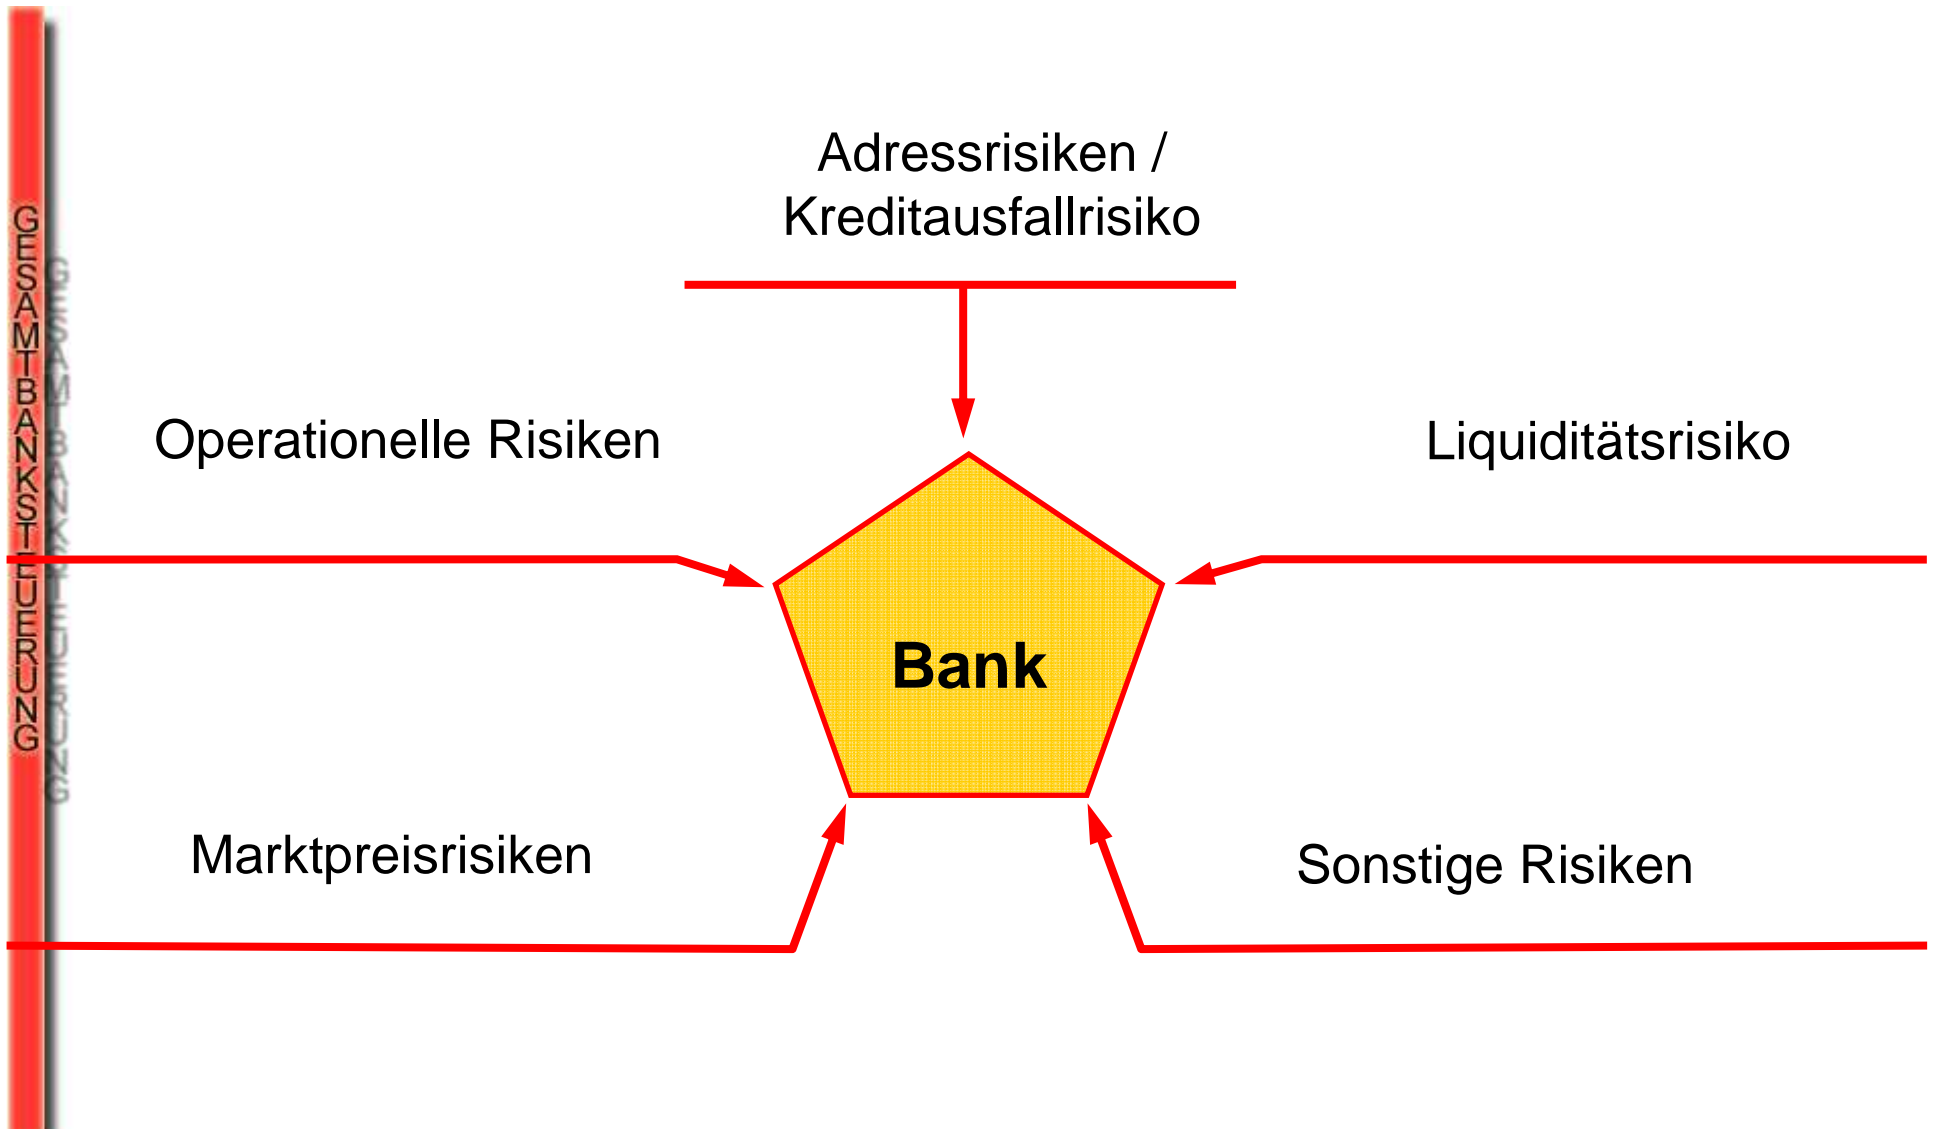 GESAMTBANKSTEUERUNG
Adressrisiken /
Kreditausfallrisiko
Operationelle Risiken
Liquiditätsrisiko
Bank
Marktpreisrisiken
Sonstige Risiken